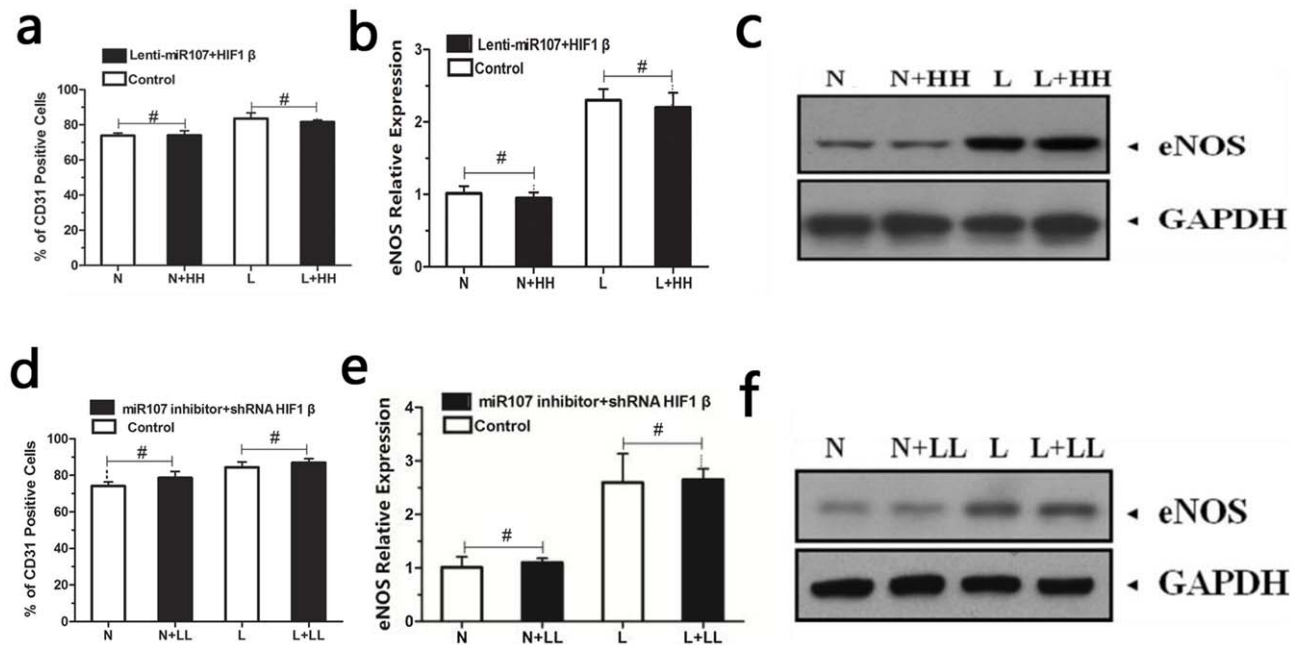 a
Lenti-miR107+HIF1 β
Control
% of CD31 Positive Cells
100
80
60
40
20
0
#
#
N N+HH L L+HH
b
Lenti-miR107+HIF1 β
Control
eNOS Relative Expression
3
2
1
0
#
#
N N+HH L L+HH
c
N N+HH L L+HH
eNOS
GAPDH
d
miR107 inhibitor+shRNA HIF1 β
Control
% of CD31 Positive Cells
100
80
60
40
20
0
#
#
N N+LL L L+LL
e
miR107 inhibitor+shRNA HIF1 β
Control
eNOS Relative Expression
4
3
2
1
0
#
#
N N+LL L L+LL
f
N N+LL L L+LL
eNOS
GAPDH